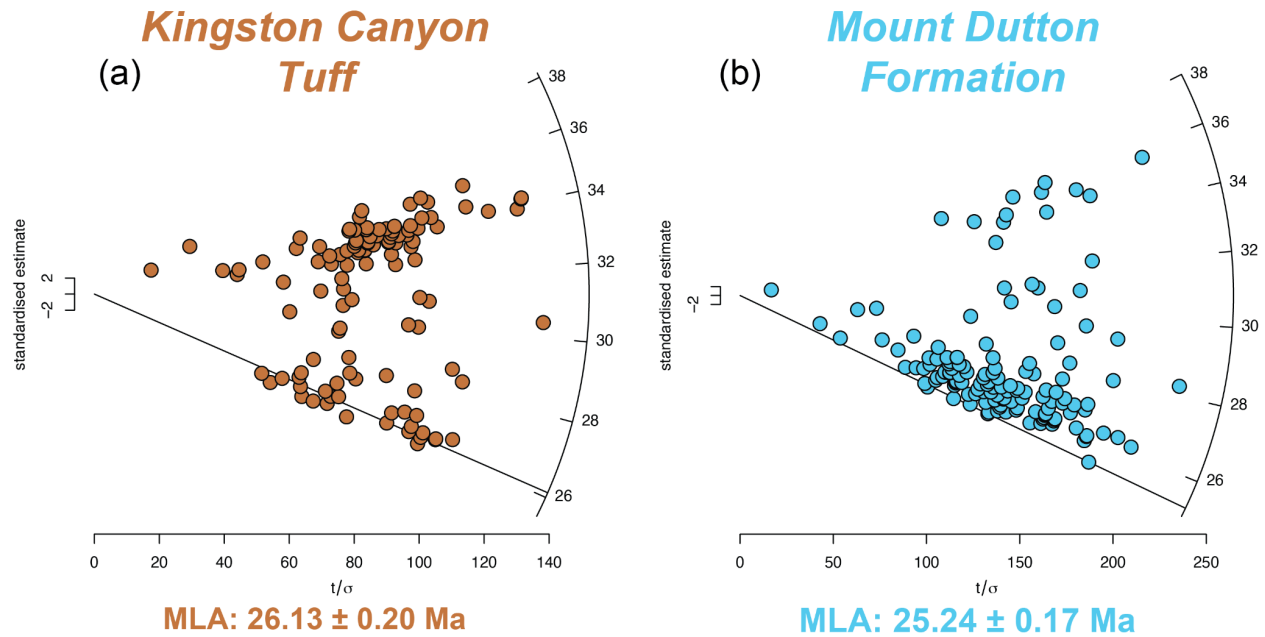 Kingston Canyon
Tuff
(a)
38
36
34
32
30
28
26
standardised estimate
2
−2
0 20 40 60 80 100 120 140
t/σ
MLA: 26.13 ± 0.20 Ma
Mount Dutton
Formation
(b)
38
36
34
32
30
28
26
standardised estimate
−2
0 50 100 150 200 250
t/σ
MLA: 25.24 ± 0.17 Ma